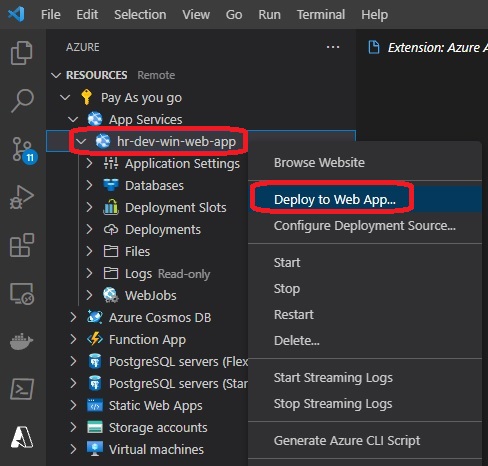 File Edit Selection View Go Run Terminal Help
AZURE
...
Extension: Azure A
RESOURCES Remote
Pay As you go
App Services
hr-dev-win-web-app
Application Settings
Databases
Deployment Slots
Deployments
Files
Logs Read-only
WebJobs
Azure Cosmos DB
Function App
PostgreSQL servers (Flex
PostgreSQL servers (Stan
Static Web Apps
Storage accounts
Virtual machines
11
Browse Website
Deploy to Web App...
Configure Deployment Source...
Start
Stop
Restart
Delete...
Start Streaming Logs
Stop Streaming Logs
Generate Azure CLI Script